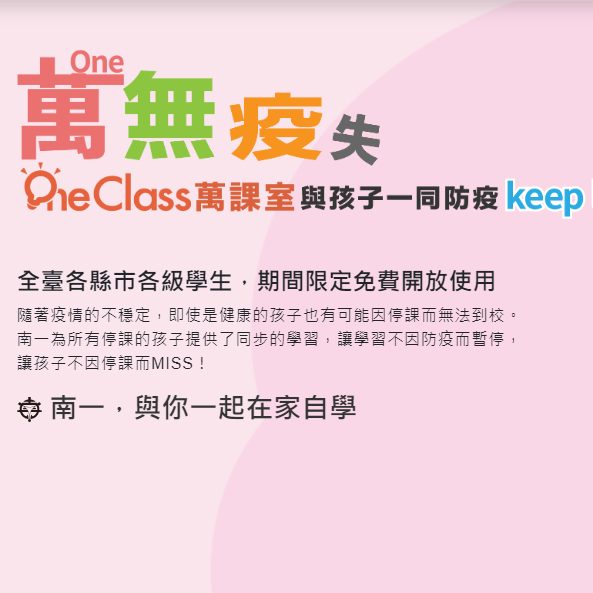 One
萬無疫失
OneClass萬課室與孩子一同防疫keep
全臺各縣市各級學生，期間限定免費開放使用
隨著疫情的不穩定，即使是健康的孩子也有可能因停課而無法到校。
南一為所有停課的孩子提供了同步的學習，讓學習不因防疫而暫停，
讓孩子不因停課而MISS！
南一，與你一起在家自學